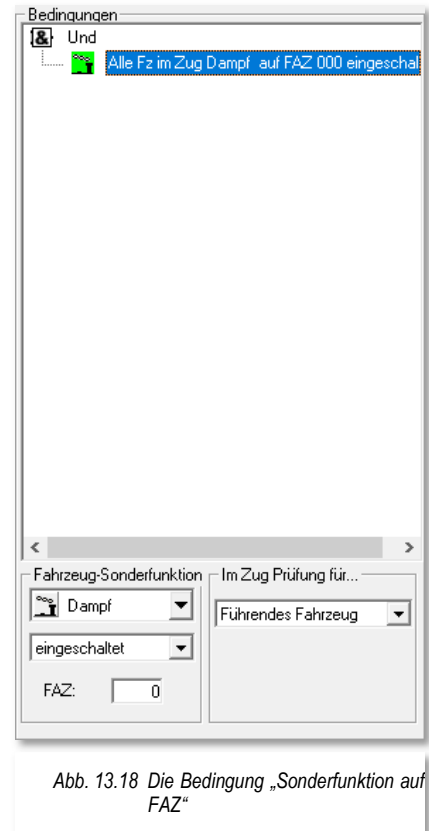 Bedingungen
& Und
Alle Fz im Zug Dampf auf FAZ 000 eingeschal
Fahrzeug-Sonderfunktion
Dampf
eingeschaltet
FAZ: 0
Im Zug Prüfung für...
Führendes Fahrzeug
Abb. 13.18 Die Bedingung „Sonderfunktion auf
FAZ“